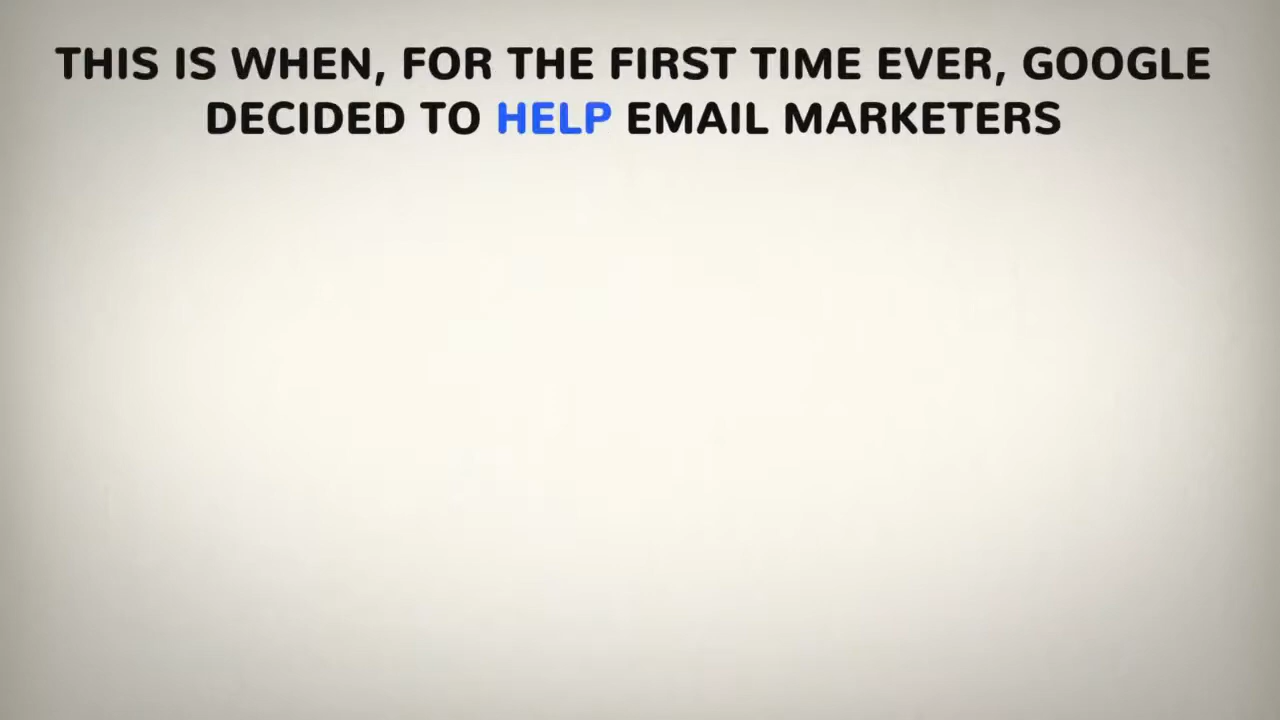 THIS IS WHEN, FOR THE FIRST TIME EVER, GOOGLE
DECIDED TO HELP EMAIL MARKETERS